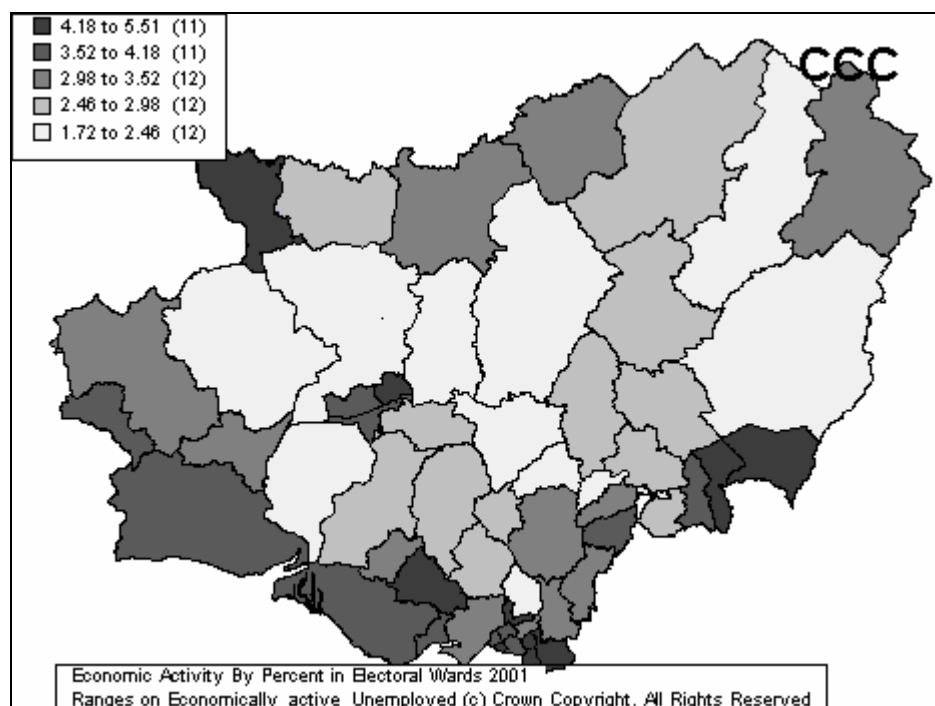 4.18 to 5.51 (11)
3.52 to 4.18 (11)
2.98 to 3.52 (12)
2.46 to 2.98 (12)
1.72 to 2.46 (12)
CCC
Economic Activity By Percent in Electoral Wards 2001
Ranges on Economically active Unemployed (c) Crown Copyright. All Rights Reserved